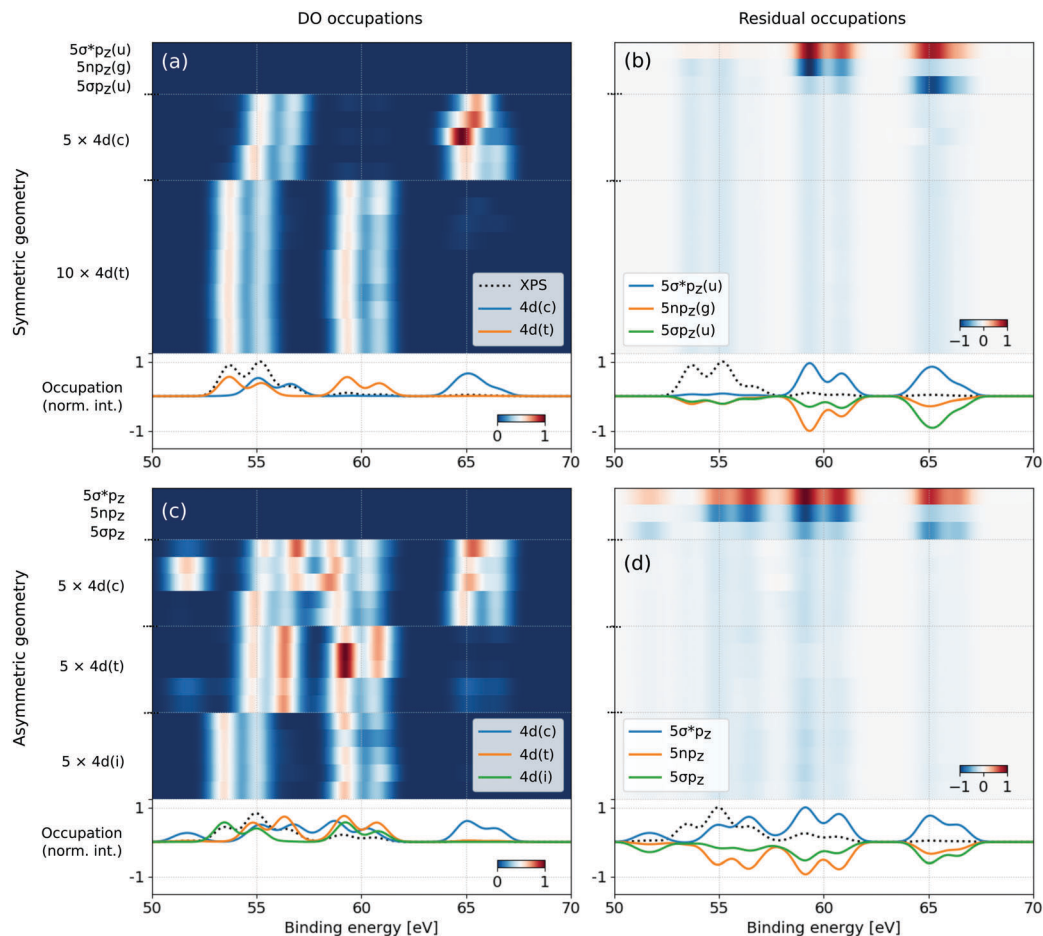 DO occupations
Residual occupations
Symmetric geometry
5σ*pz(u)
5npz(g)
5σpz(u)
5 × 4d(c)
10 × 4d(t)
Occupation
(norm. int.)
1
-1
(a)
XPS
4d(c)
4d(t)
0 1
50 55 60 65 70
(b)
5σ*pz(u)
5npz(g)
5σpz(u)
−1 0 1
1
-1
50 55 60 65 70
Asymmetric geometry
5σ*pz
5npz
5σpz
5 × 4d(c)
5 × 4d(t)
5 × 4d(i)
Occupation
(norm. int.)
1
-1
(c)
4d(c)
4d(t)
4d(i)
0 1
50 55 60 65 70
Binding energy [eV]
(d)
5σ*pz
5npz
5σpz
−1 0 1
1
-1
50 55 60 65 70
Binding energy [eV]